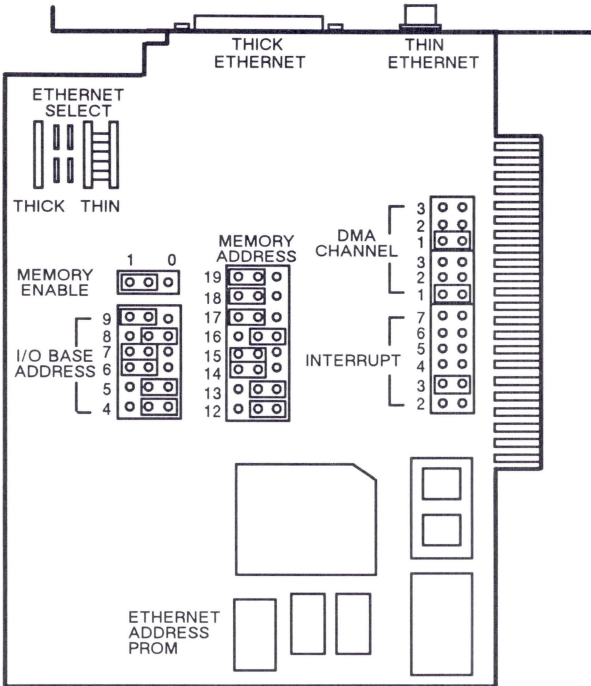 THICK
ETHERNET
THIN
ETHERNET
ETHERNET
SELECT
THICK THIN
1 0
MEMORY
ENABLE
9
8
7
6
5
4
I/O BASE
ADDRESS
MEMORY
ADDRESS
19
18
17
16
15
14
13
12
DMA
CHANNEL
3
2
1
3
2
1
INTERRUPT
7
6
5
4
3
2
ETHERNET
ADDRESS
PROM